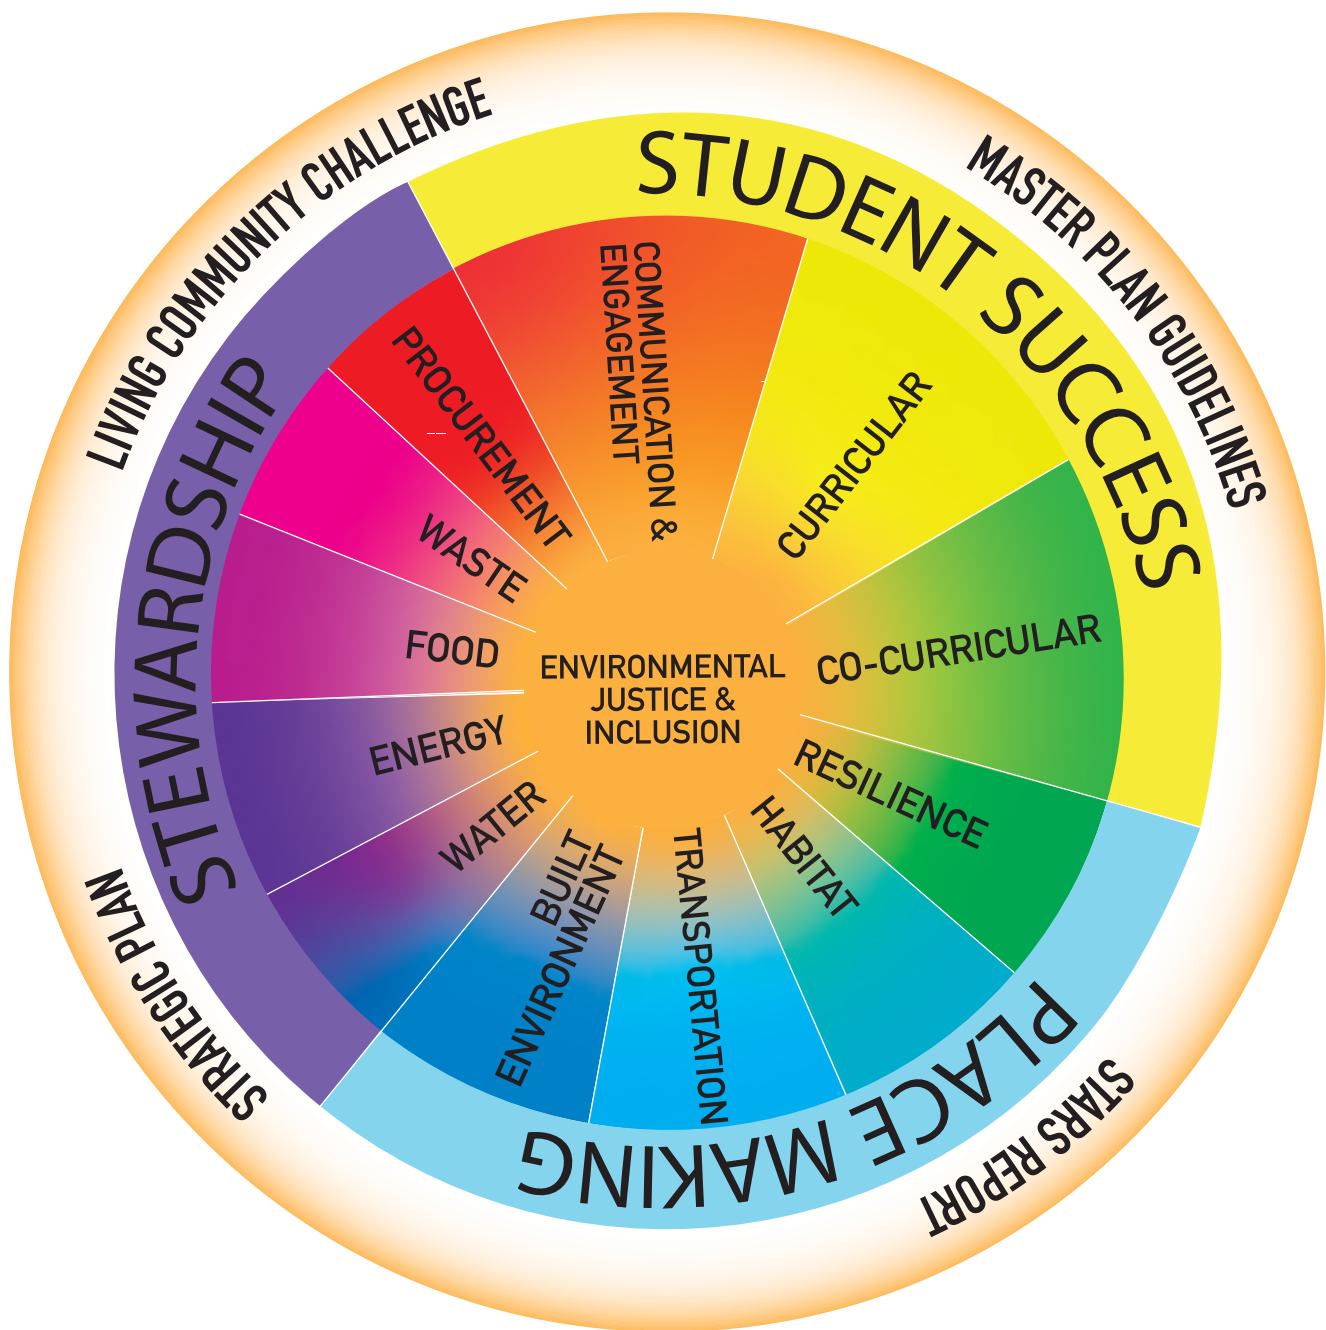 LIVING COMMUNITY CHALLENGE
MASTER PLAN GUIDELINES
STARS REPORT
STRATEGIC PLAN
STUDENT SUCCESS
PLACE MAKING
STEWARDSHIP
COMMUNICATION &
ENGAGEMENT
CURRICULAR
CO-CURRICULAR
RESILIENCE
HABITAT
TRANSPORTATION
BUILT
ENVIRONMENT
WATER
ENERGY
FOOD
WASTE
PROCUREMENT
ENVIRONMENTAL
JUSTICE &
INCLUSION